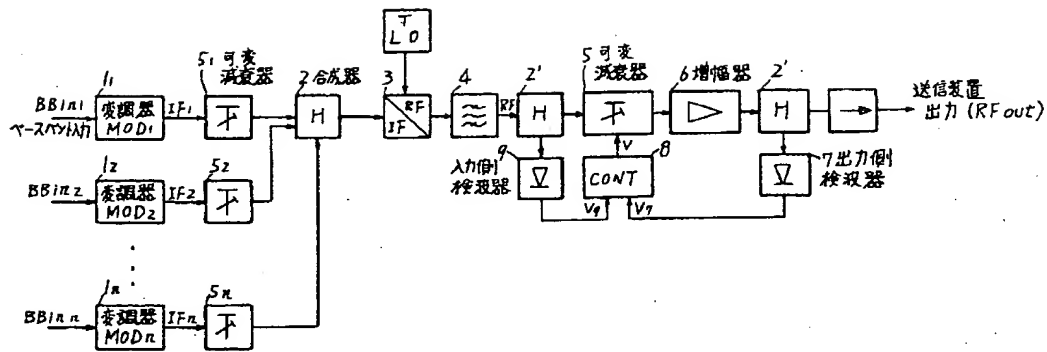 LO
5₁可変
減衰器
2合成器
3
RF
IF
4
RF
2'
H
5可変
減衰器
6増幅器
2'
H
送信装置
出力(RFout)
1₁
BBin1
ベースバンド入力
変調器
MOD₁
IF₁
H
9
入力側
検波器
V
8
CONT
V₉
V₇
7出力側
検波器
1₂
BBin2
変調器
MOD₂
IF₂
5₂
1n
BBinn
変調器
MODn
IFn
5n